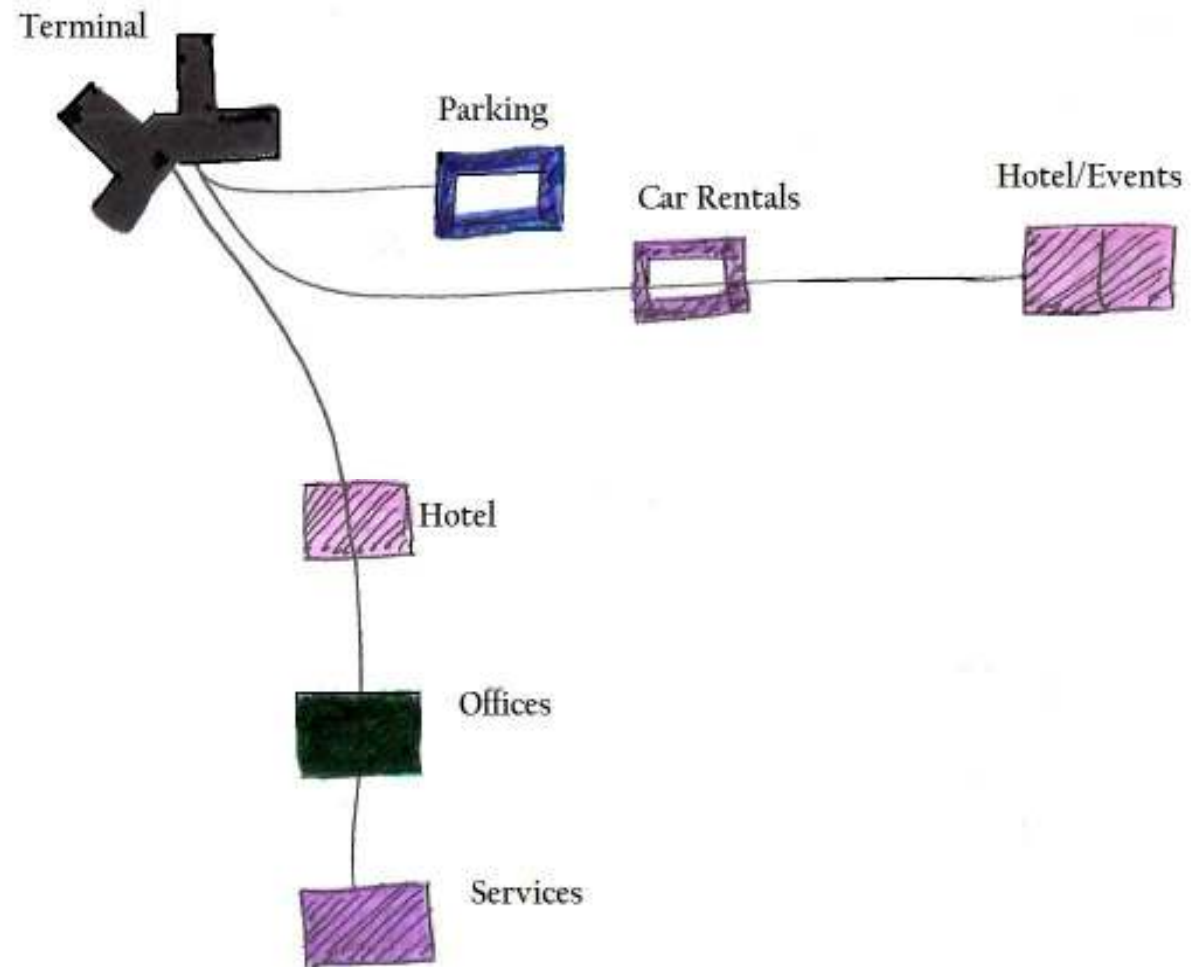 Terminal
Parking
Car Rentals
Hotel/Events
Hotel
Offices
Services